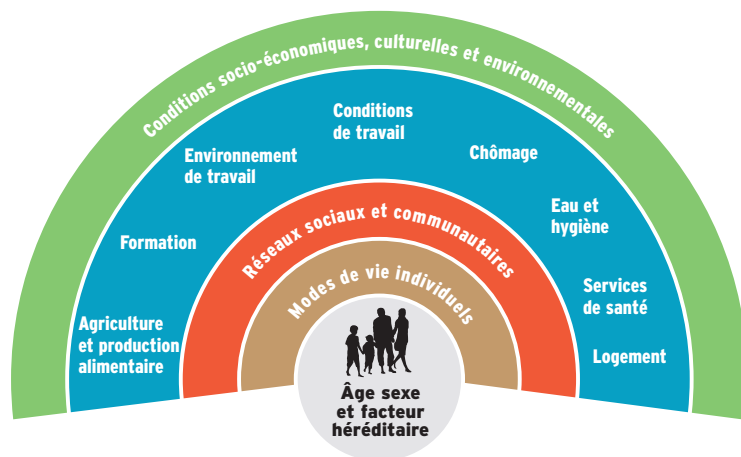 Conditions socio-économiques, culturelles et environnementales
Conditions
de travail
Environnement
de travail
Chômage
Formation
Eau et
hygiène
Agriculture
et production
alimentaire
Services
de santé
Logement
Réseaux sociaux et communautaires
Modes de vie individuels
Âge sexe
et facteur
héréditaire